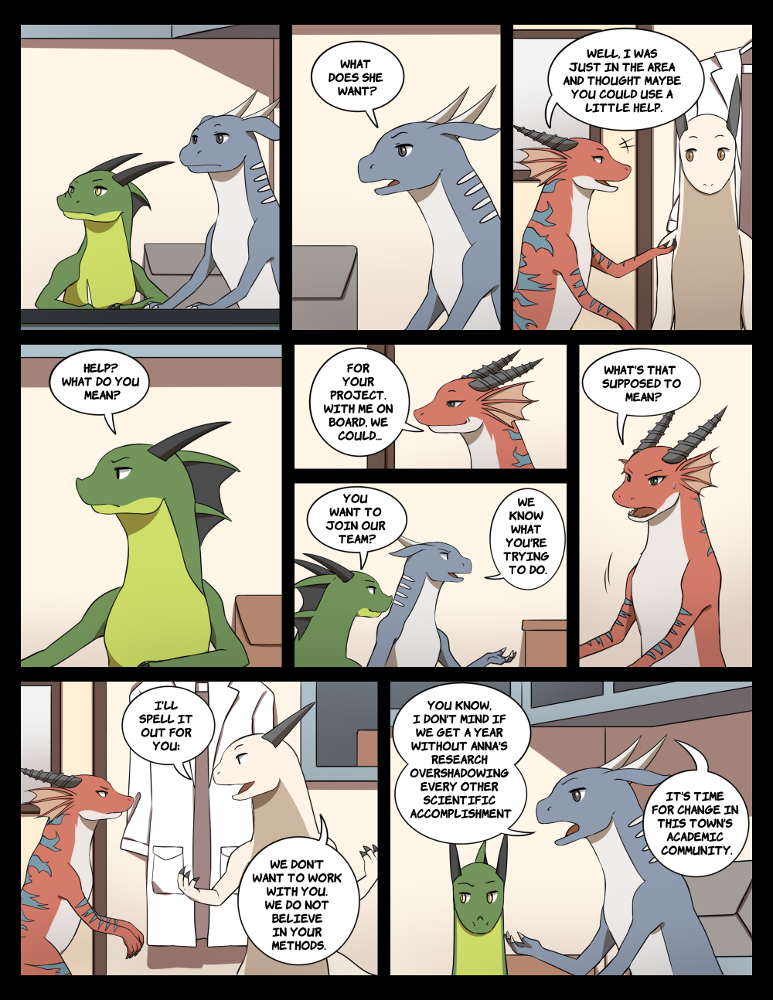 WHAT
DOES SHE
WANT?
WELL, I WAS
JUST IN THE AREA
AND THOUGHT MAYBE
YOU COULD USE A
LITTLE HELP.
HELP?
WHAT DO YOU
MEAN?
FOR
YOUR
PROJECT.
WITH ME ON
BOARD, WE
COULD...
YOU
WANT TO
JOIN OUR
TEAM?
WE
KNOW
WHAT
YOU'RE
TRYING
TO DO.
WHAT'S THAT
SUPPOSED TO
MEAN?
I'LL
SPELL IT
OUT FOR
YOU:
WE DON'T
WANT TO WORK
WITH YOU.
WE DO NOT
BELIEVE
IN YOUR
METHODS.
YOU KNOW,
I DON'T MIND IF
WE GET A YEAR
WITHOUT ANNA'S
RESEARCH
OVERSHADOWING
EVERY OTHER
SCIENTIFIC
ACCOMPLISHMENT
IT'S TIME
FOR CHANGE IN
THIS TOWN'S
ACADEMIC
COMMUNITY.